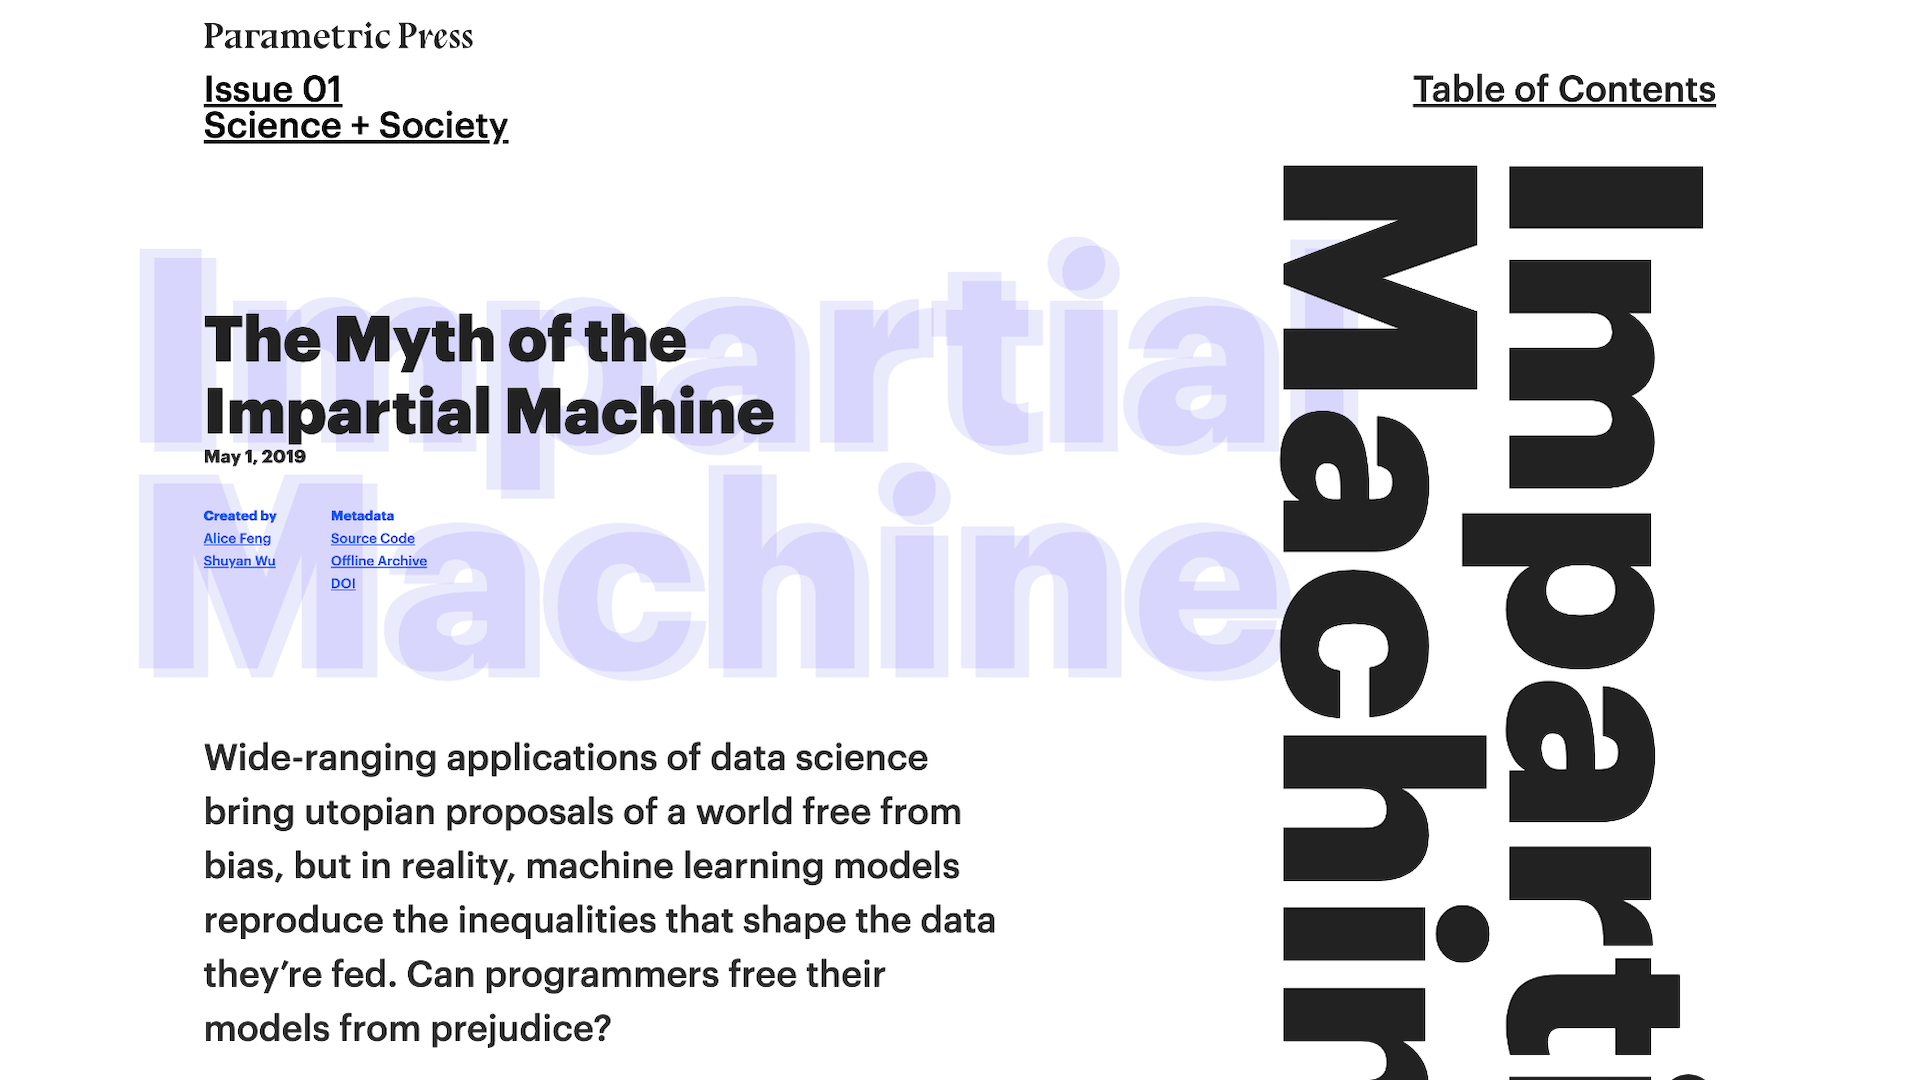 Parametric Press
Issue 01
Science + Society
Table of Contents
Impartial
Machine
The Myth of the
Impartial Machine
May 1, 2019
Created by
Alice Feng
Shuyan Wu
Metadata
Source Code
Offline Archive
DOI
Wide-ranging applications of data science
bring utopian proposals of a world free from
bias, but in reality, machine learning models
reproduce the inequalities that shape the data
they’re fed. Can programmers free their
models from prejudice?
Imparti
Machin